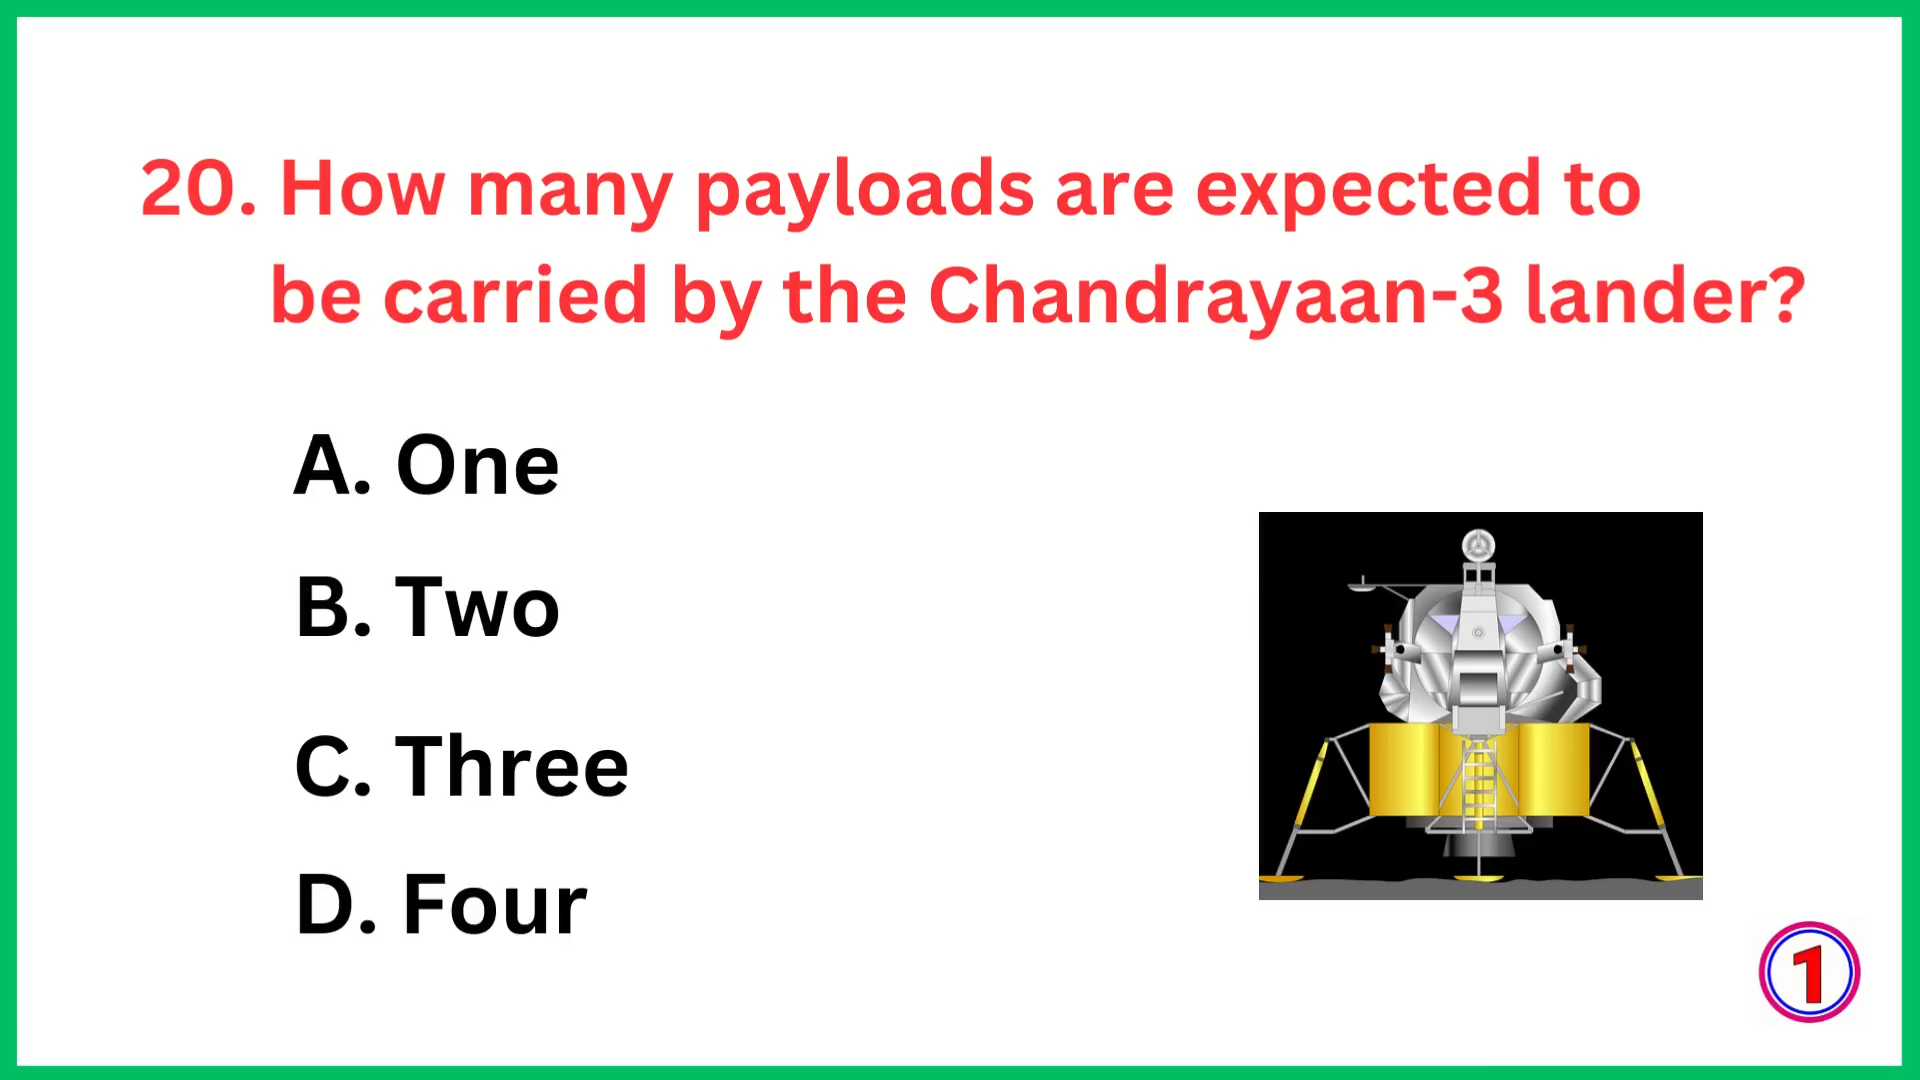 20. How many payloads are expected to
be carried by the Chandrayaan-3 lander?
A. One
B. Two
C. Three
D. Four
1